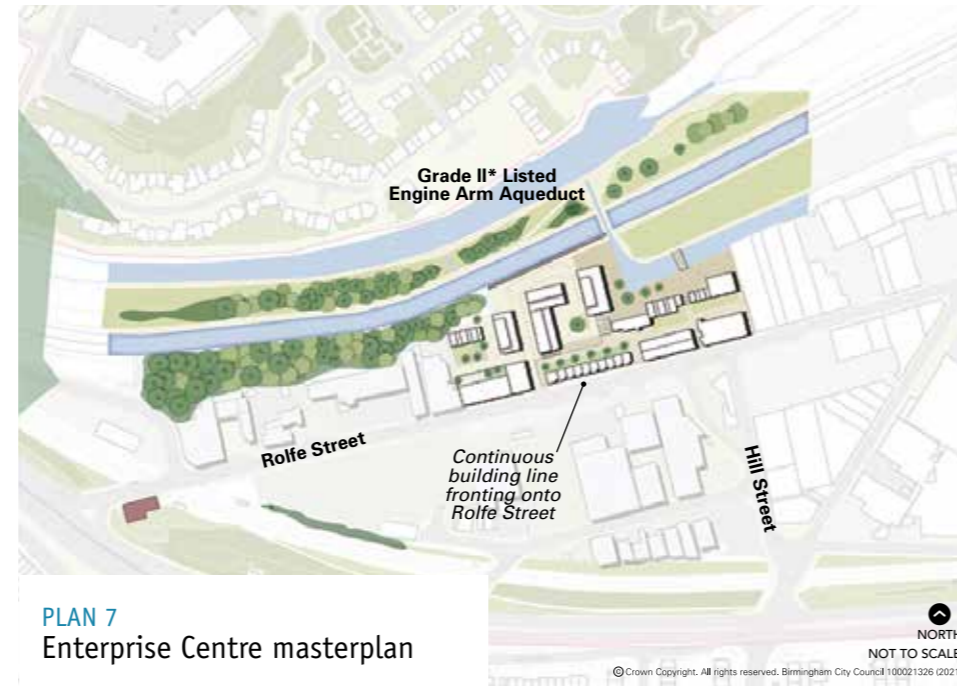 Grade II* Listed
Engine Arm Aqueduct
Rolfe Street
Continuous
building line
fronting onto
Rolfe Street
Hill Street
PLAN 7
Enterprise Centre masterplan
NORTH
NOT TO SCALE
© Crown Copyright. All rights reserved. Birmingham City Council 100021326 (2021